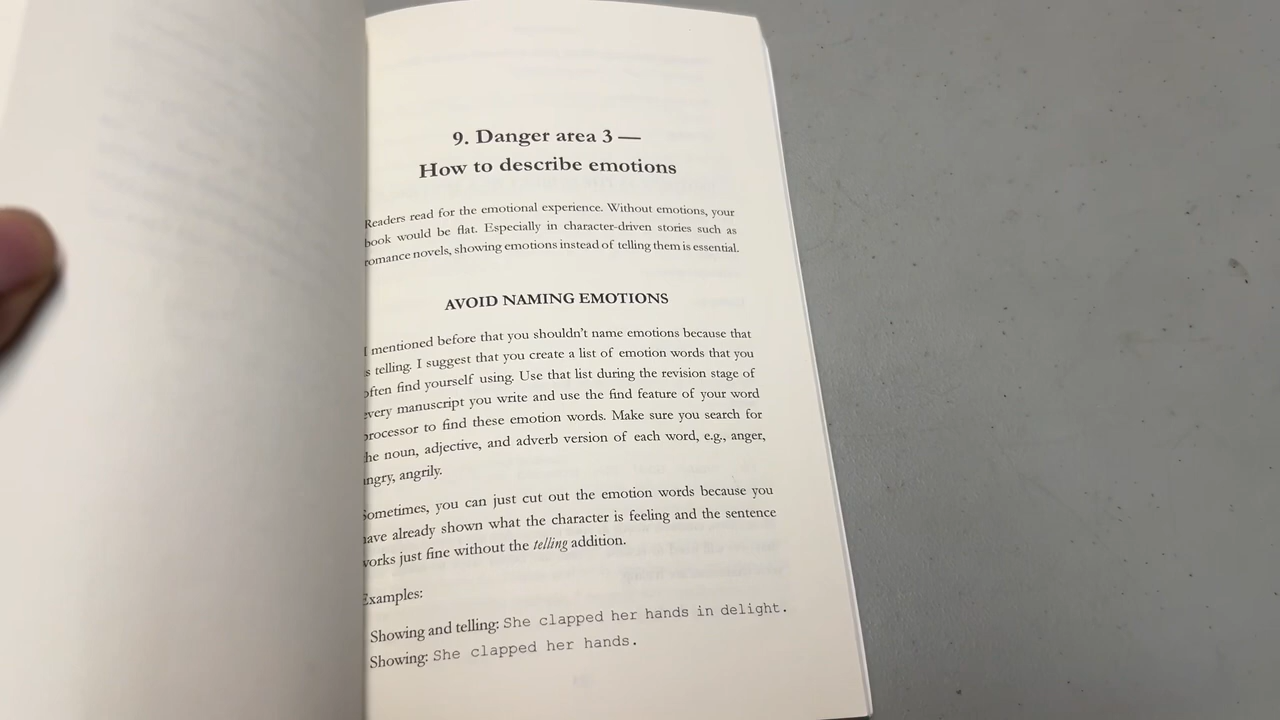 9. Danger area 3 —
How to describe emotions
Readers read for the emotional experience. Without emotions, your
book would be flat. Especially in character-driven stories such as
romance novels, showing emotions instead of telling them is essential.
AVOID NAMING EMOTIONS
I mentioned before that you shouldn't name emotions because that
is telling. I suggest that you create a list of emotion words that you
often find yourself using. Use that list during the revision stage of
every manuscript you write and use the find feature of your word
processor to find these emotion words. Make sure you search for
the noun, adjective, and adverb version of each word, e.g., anger,
angry, angrily.
Sometimes, you can just cut out the emotion words because you
have already shown what the character is feeling and the sentence
works just fine without the telling addition.
Examples:
Showing and telling: She clapped her hands in delight.
Showing: She clapped her hands.